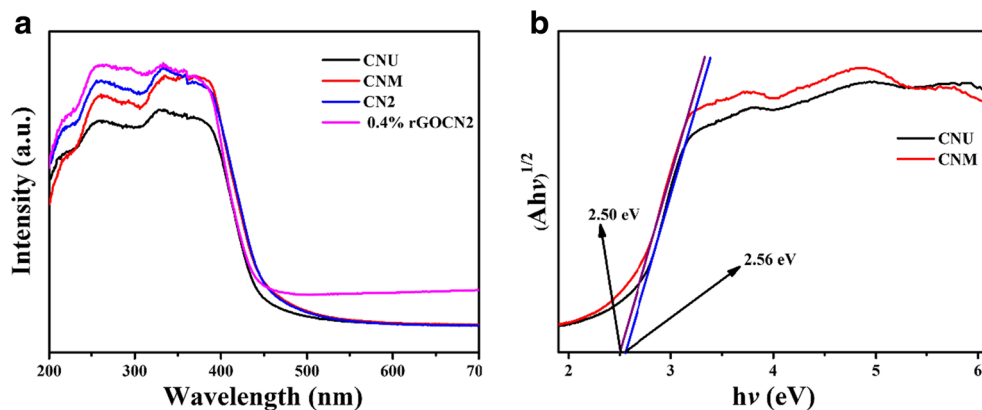 a
CNU
CNM
CN2
0.4% rGOCN2
Intensity (a.u.)
200 300 400 500 600 70
Wavelength (nm)
b
CNU
CNM
(Ahν)1/2
2.50 eV
2.56 eV
2 3 4 5 6
hν (eV)